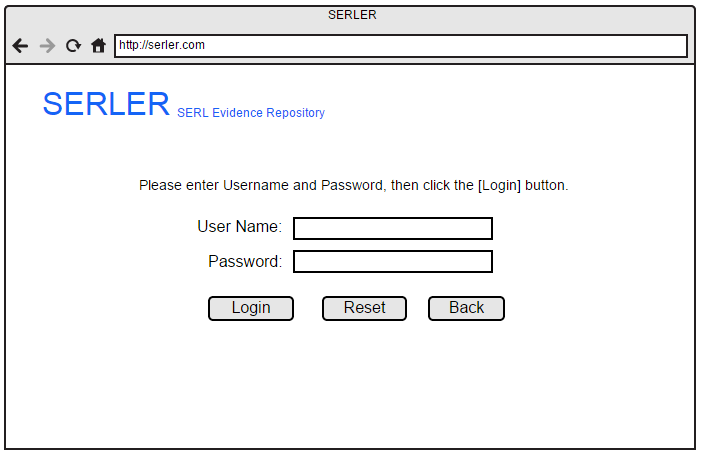 SERLER
http://serler.com
SERLER SERL Evidence Repository
Please enter Username and Password, then click the [Login] button.
User Name:
Password:
Login Reset Back